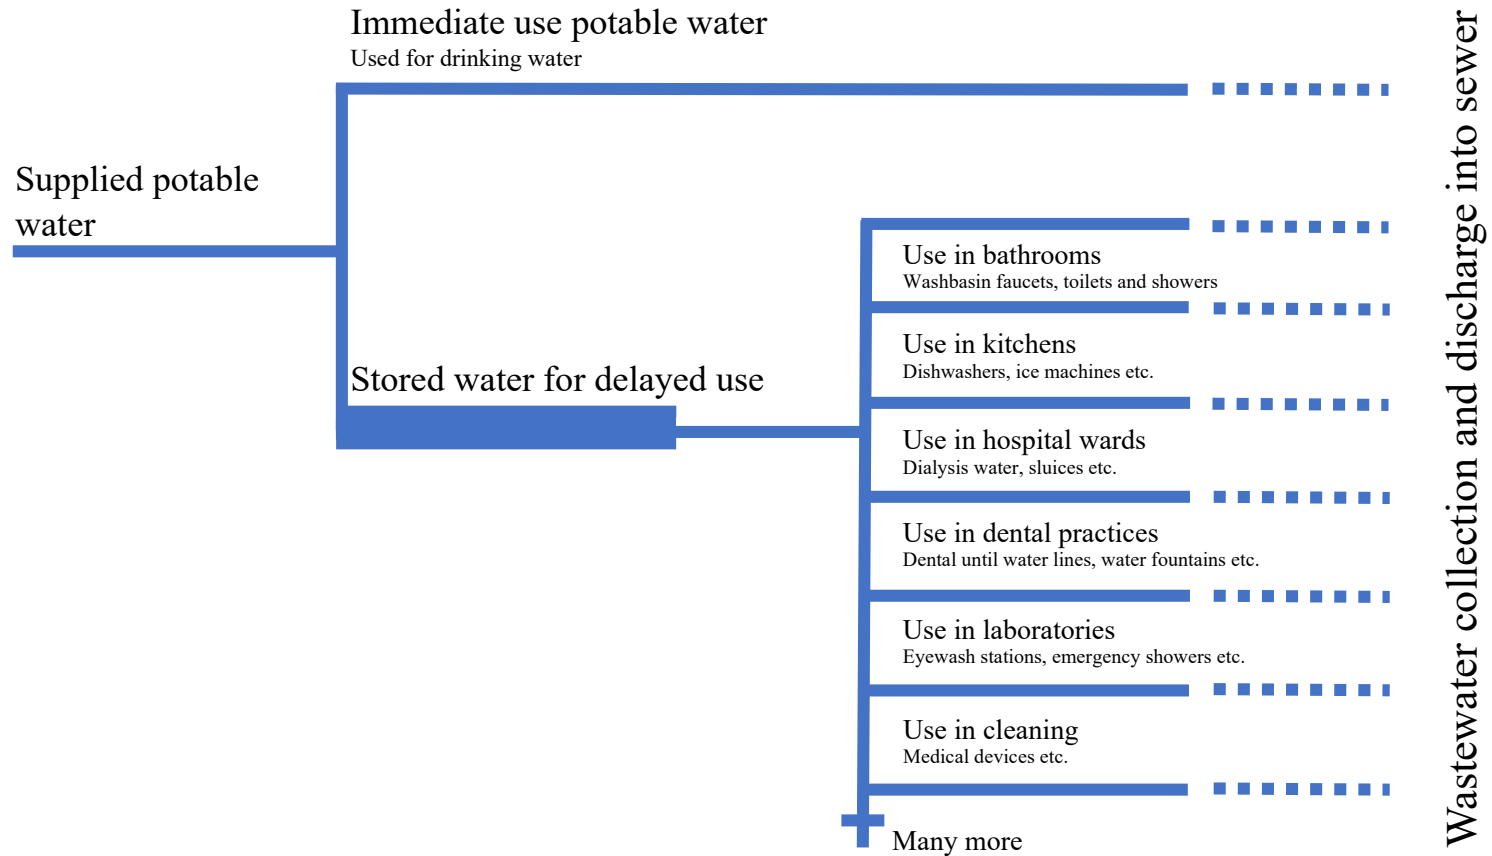 Immediate use potable water
Used for drinking water
Supplied potable
water
Stored water for delayed use
Use in bathrooms
Washbasin faucets, toilets and showers
Use in kitchens
Dishwashers, ice machines etc.
Use in hospital wards
Dialysis water, sluices etc.
Use in dental practices
Dental until water lines, water fountains etc.
Use in laboratories
Eyewash stations, emergency showers etc.
Use in cleaning
Medical devices etc.
Many more
Wastewater collection and discharge into sewer